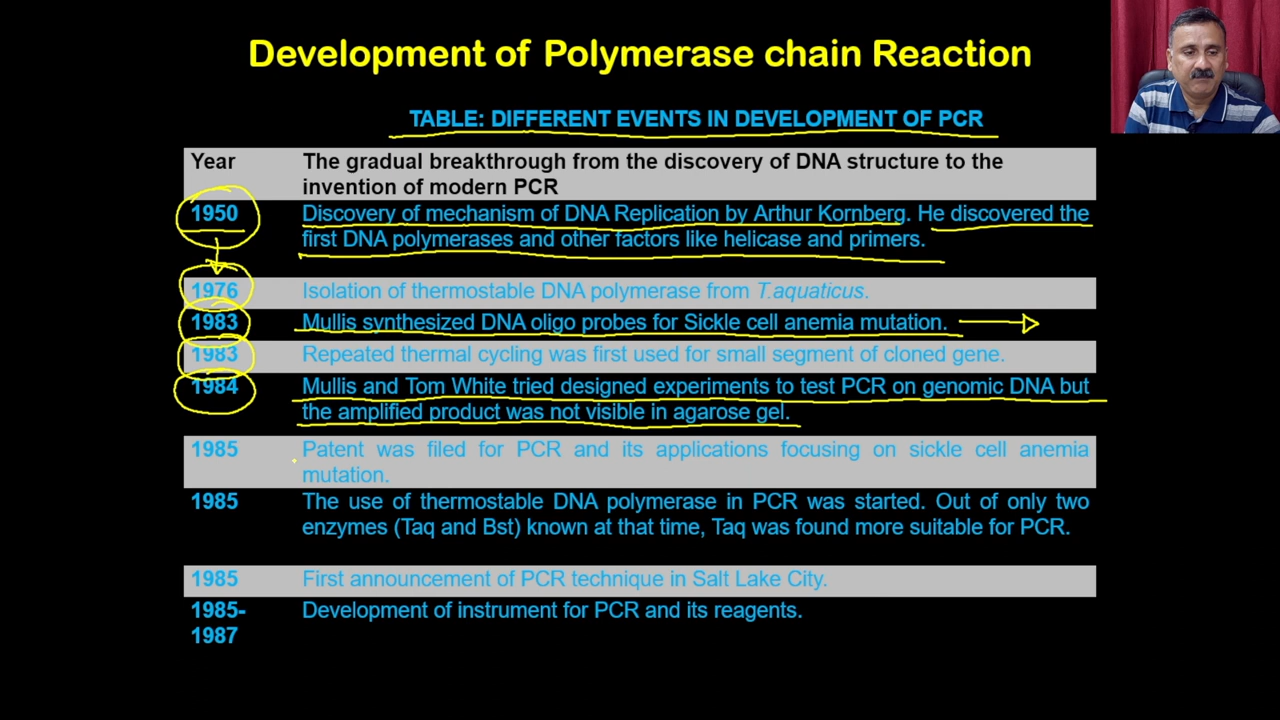 Development of Polymerase chain Reaction
TABLE: DIFFERENT EVENTS IN DEVELOPMENT OF PCR
Year The gradual breakthrough from the discovery of DNA structure to the
invention of modern PCR
1950 Discovery of mechanism of DNA Replication by Arthur Kornberg. He discovered the
first DNA polymerases and other factors like helicase and primers.
1976 Isolation of thermostable DNA polymerase from T.aquaticus.
1983 Mullis synthesized DNA oligo probes for Sickle cell anemia mutation.
1983 Repeated thermal cycling was first used for small segment of cloned gene.
1984 Mullis and Tom White tried designed experiments to test PCR on genomic DNA but
the amplified product was not visible in agarose gel.
1985 Patent was filed for PCR and its applications focusing on sickle cell anemia
mutation.
1985 The use of thermostable DNA polymerase in PCR was started. Out of only two
enzymes (Taq and Bst) known at that time, Taq was found more suitable for PCR.
1985 First announcement of PCR technique in Salt Lake City.
1985- Development of instrument for PCR and its reagents.
1987